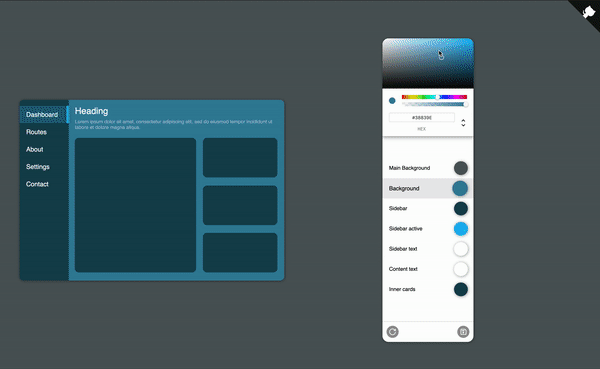 Dashboard
Routes
About
Settings
Contact
Heading
Lorem ipsum dolor sit amet, consectetur adipiscing elit, sed do eiusmod tempor incididunt ut
labore et dolore magna aliqua.
#38839E
HEX
Main Background
Background
Sidebar
Sidebar active
Sidebar text
Content text
Inner cards